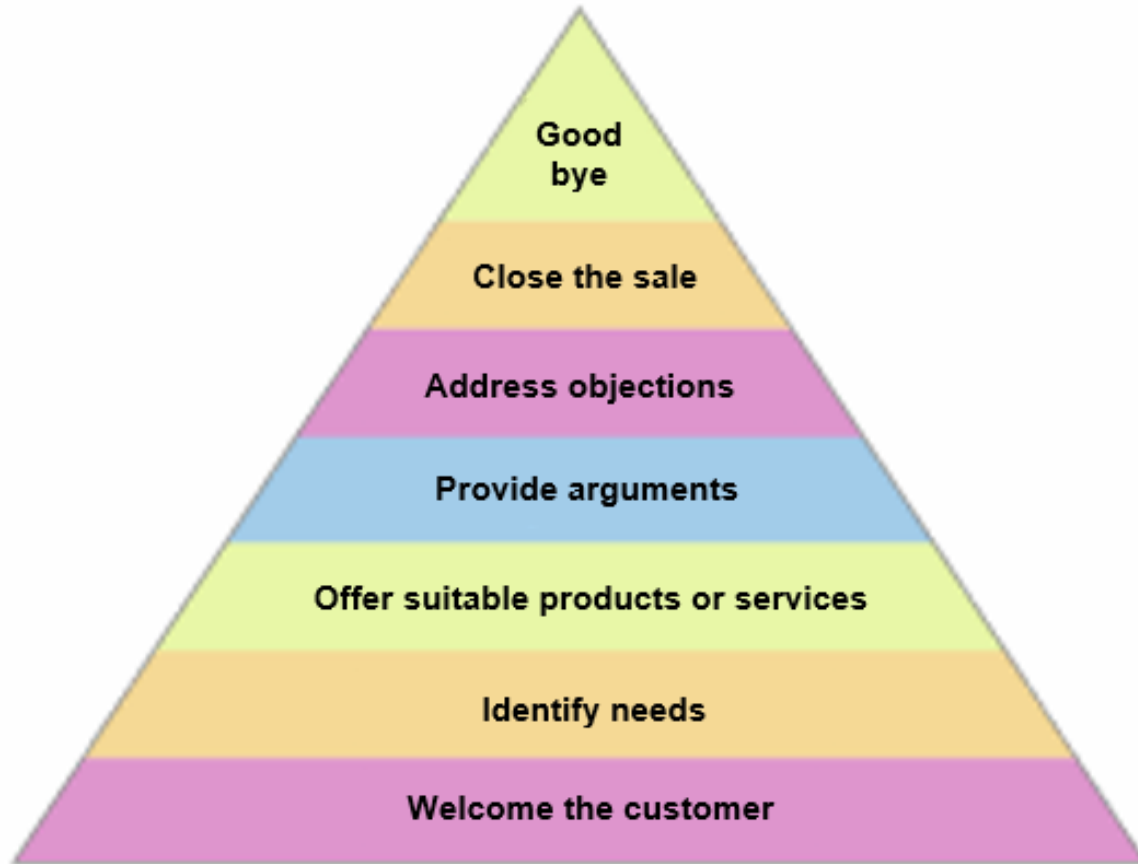 Good
bye
Close the sale
Address objections
Provide arguments
Offer suitable products or services
Identify needs
Welcome the customer